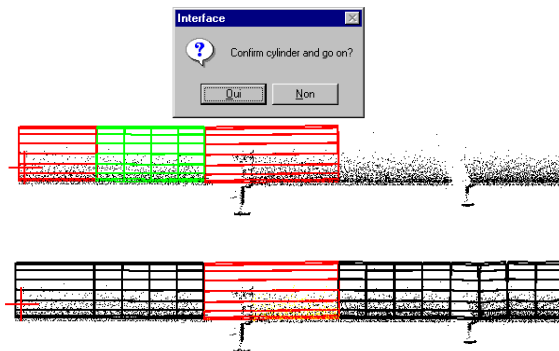 Interface
Confirm cylinder and go on?
Oui
Non